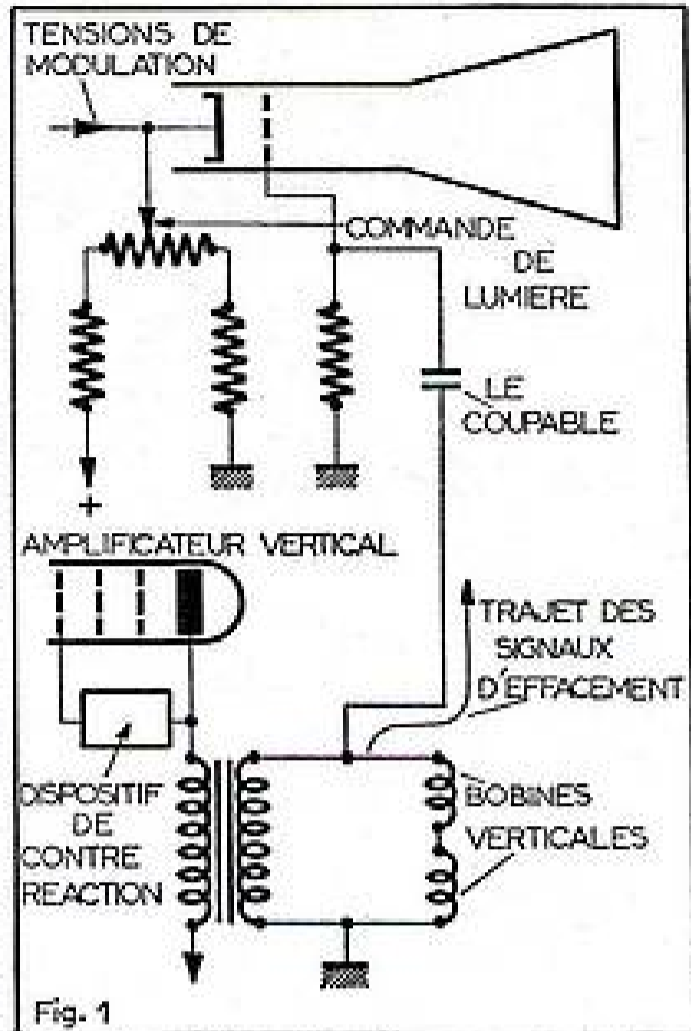 TENSIONS DE
MODULATION
COMMANDE
DE
LUMIERE
LE
COUPABLE
+
AMPLIFICATEUR VERTICAL
TRAJET DES
SIGNAUX
D'EFFACEMENT
DISPOSITIF
DE
CONTRE
REACTION
BOBINES
VERTICALES
Fig. 1